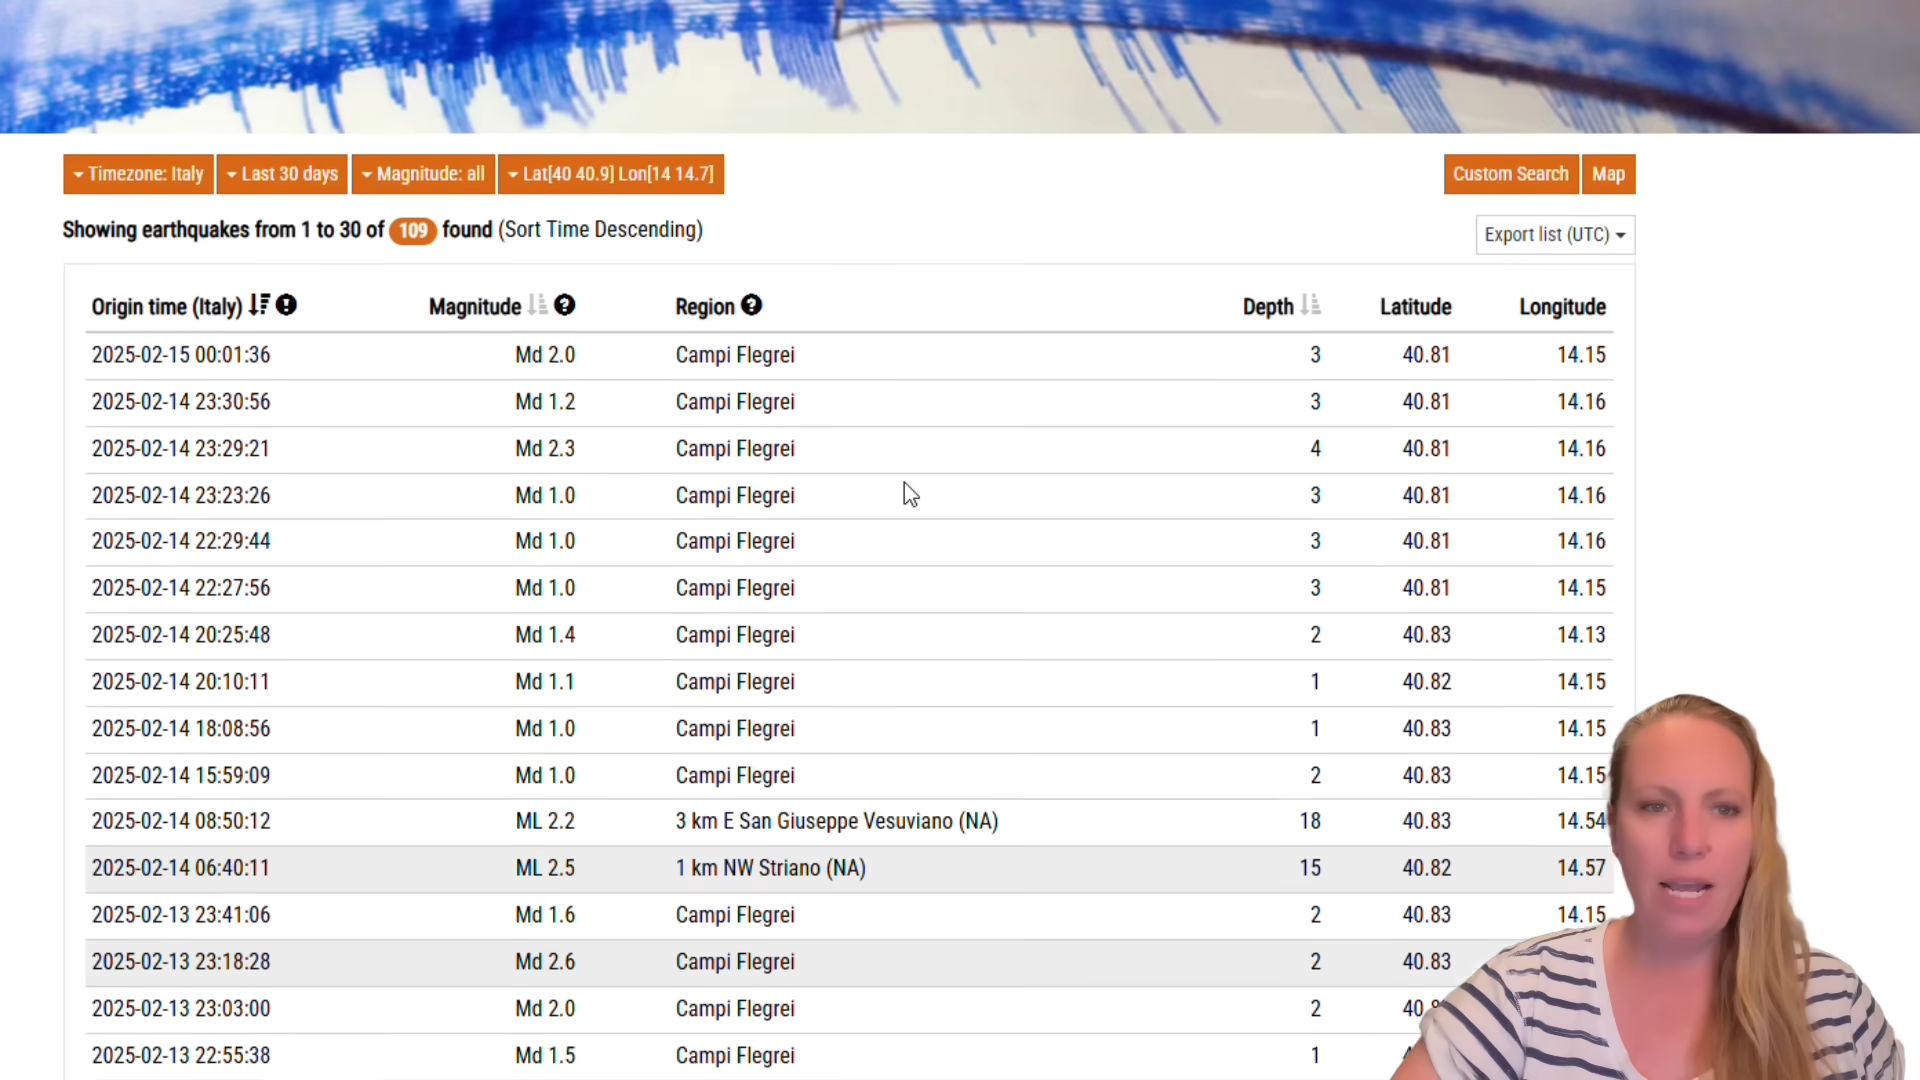 Timezone: Italy Last 30 days Magnitude: all Lat[40 40.9] Lon[14 14.7] Custom Search Map
Showing earthquakes from 1 to 30 of 109 found (Sort Time Descending) Export list (UTC)
Origin time (Italy) Magnitude Region Depth Latitude Longitude
2025-02-15 00:01:36 Md 2.0 Campi Flegrei 3 40.81 14.15
2025-02-14 23:30:56 Md 1.2 Campi Flegrei 3 40.81 14.16
2025-02-14 23:29:21 Md 2.3 Campi Flegrei 4 40.81 14.16
2025-02-14 23:23:26 Md 1.0 Campi Flegrei 3 40.81 14.16
2025-02-14 22:29:44 Md 1.0 Campi Flegrei 3 40.81 14.16
2025-02-14 22:27:56 Md 1.0 Campi Flegrei 3 40.81 14.15
2025-02-14 20:25:48 Md 1.4 Campi Flegrei 2 40.83 14.13
2025-02-14 20:10:11 Md 1.1 Campi Flegrei 1 40.82 14.15
2025-02-14 18:08:56 Md 1.0 Campi Flegrei 1 40.83 14.15
2025-02-14 15:59:09 Md 1.0 Campi Flegrei 2 40.83 14.15
2025-02-14 08:50:12 ML 2.2 3 km E San Giuseppe Vesuviano (NA) 18 40.83 14.54
2025-02-14 06:40:11 ML 2.5 1 km NW Striano (NA) 15 40.82 14.57
2025-02-13 23:41:06 Md 1.6 Campi Flegrei 2 40.83 14.15
2025-02-13 23:18:28 Md 2.6 Campi Flegrei 2 40.83
2025-02-13 23:03:00 Md 2.0 Campi Flegrei 2
2025-02-13 22:55:38 Md 1.5 Campi Flegrei 1